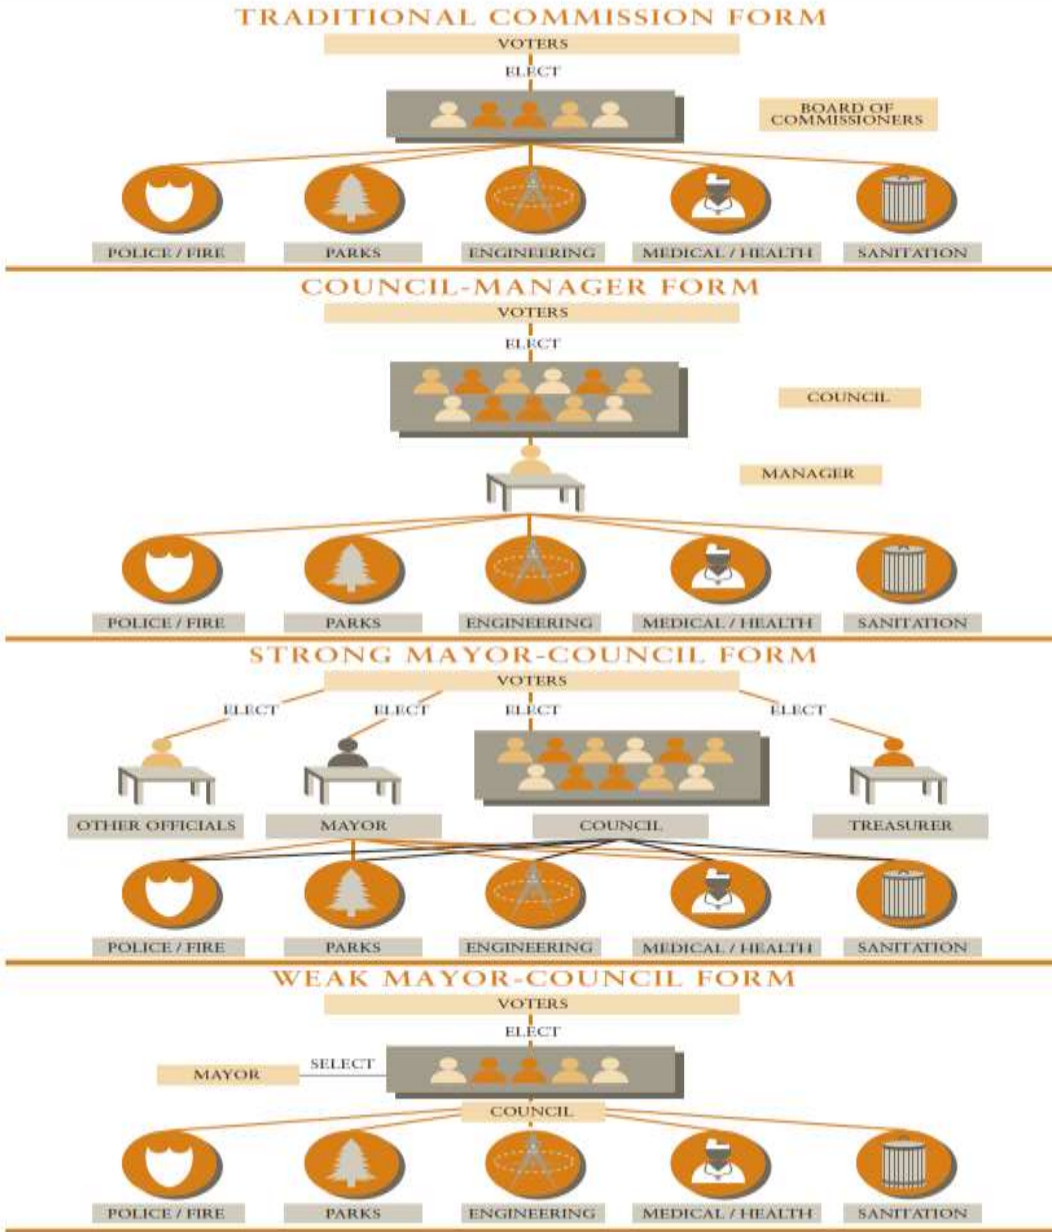 TRADITIONAL COMMISSION FORM
VOTERS
ELECT
BOARD OF
COMMISSIONERS
POLICE / FIRE
PARKS
ENGINEERING
MEDICAL / HEALTH
SANITATION
COUNCIL-MANAGER FORM
VOTERS
ELECT
COUNCIL
MANAGER
POLICE / FIRE
PARKS
ENGINEERING
MEDICAL / HEALTH
SANITATION
STRONG MAYOR-COUNCIL FORM
VOTERS
ELECT
ELECT
ELECT
ELECT
OTHER OFFICIALS
MAYOR
COUNCIL
TREASURER
POLICE / FIRE
PARKS
ENGINEERING
MEDICAL / HEALTH
SANITATION
WEAK MAYOR-COUNCIL FORM
VOTERS
ELECT
MAYOR
SELECT
COUNCIL
POLICE / FIRE
PARKS
ENGINEERING
MEDICAL / HEALTH
SANITATION